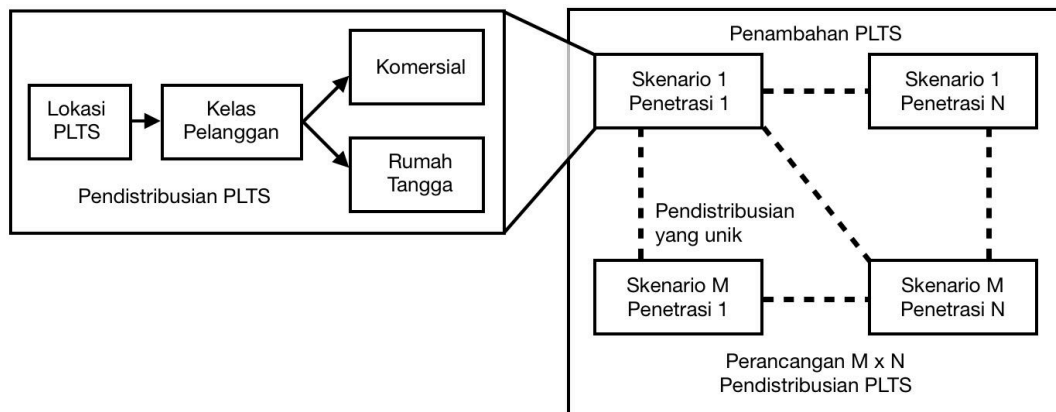 Lokasi
PLTS
Kelas
Pelanggan
Komersial
Rumah
Tangga
Pendistribusian PLTS
Penambahan PLTS
Skenario 1
Penetrasi 1
Skenario 1
Penetrasi N
Pendistribusian
yang unik
Skenario M
Penetrasi 1
Skenario M
Penetrasi N
Perancangan M x N
Pendistribusian PLTS